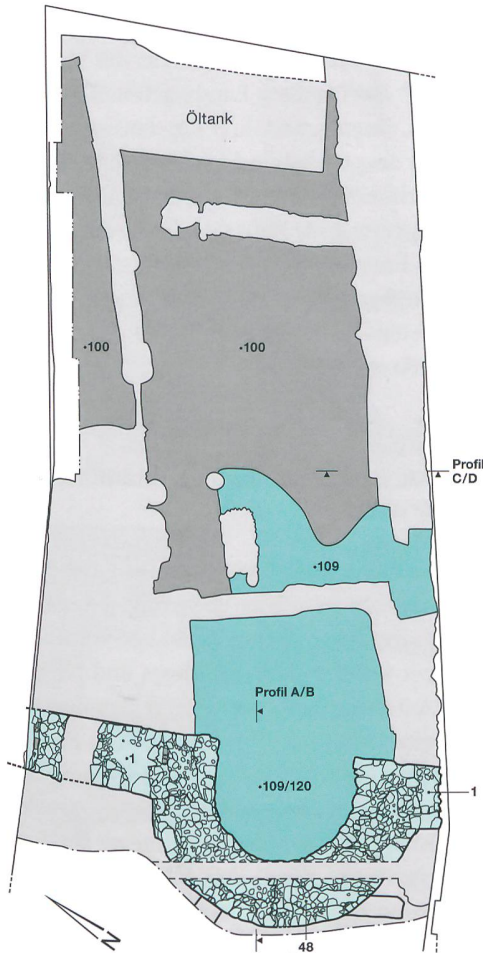 Öltank
•100
•100
Profil
C/D
•109
Profil A/B
•1
•109/120
1
N
48